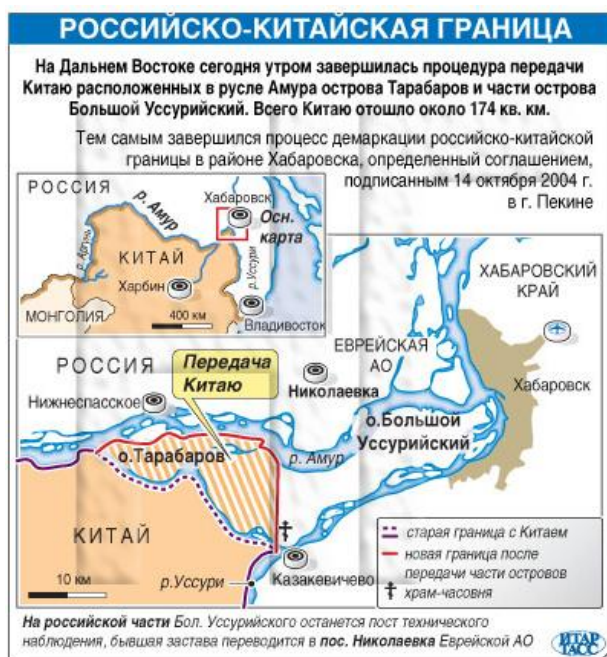 РОССИЙСКО-КИТАЙСКАЯ ГРАНИЦА
На Дальнем Востоке сегодня утром завершилась процедура передачи
Китаю расположенных в русле Амура острова Тарабаров и части острова
Большой Уссурийский. Всего Китаю отошло около 174 кв. км.
Тем самым завершился процесс демаркации российско-китайской
границы в районе Хабаровска, определенный соглашением,
подписанным 14 октября 2004 г.
в г. Пекине
РОССИЯ
р. Амур
Хабаровск
Осн.
карта
р. Аргунь
КИТАЙ
р.Уссури
Харбин
МОНГОЛИЯ
400 км
Владивосток
ХАБАРОВСКИЙ
КРАЙ
РОССИЯ
Передача
Китаю
ЕВРЕЙСКАЯ
АО
Николаевка
Хабаровск
Нижнеспасское
о.Большой
Уссурийский
о.Тарабаров
р. Амур
КИТАЙ
10 км
р.Уссури
Казакевичево
старая граница с Китаем
новая граница после
передачи части островов
храм-часовня
На российской части Бол. Уссурийского останется пост технического
наблюдения, бывшая застава переводится в пос. Николаевка Еврейской АО
ИТАР
ТАСС